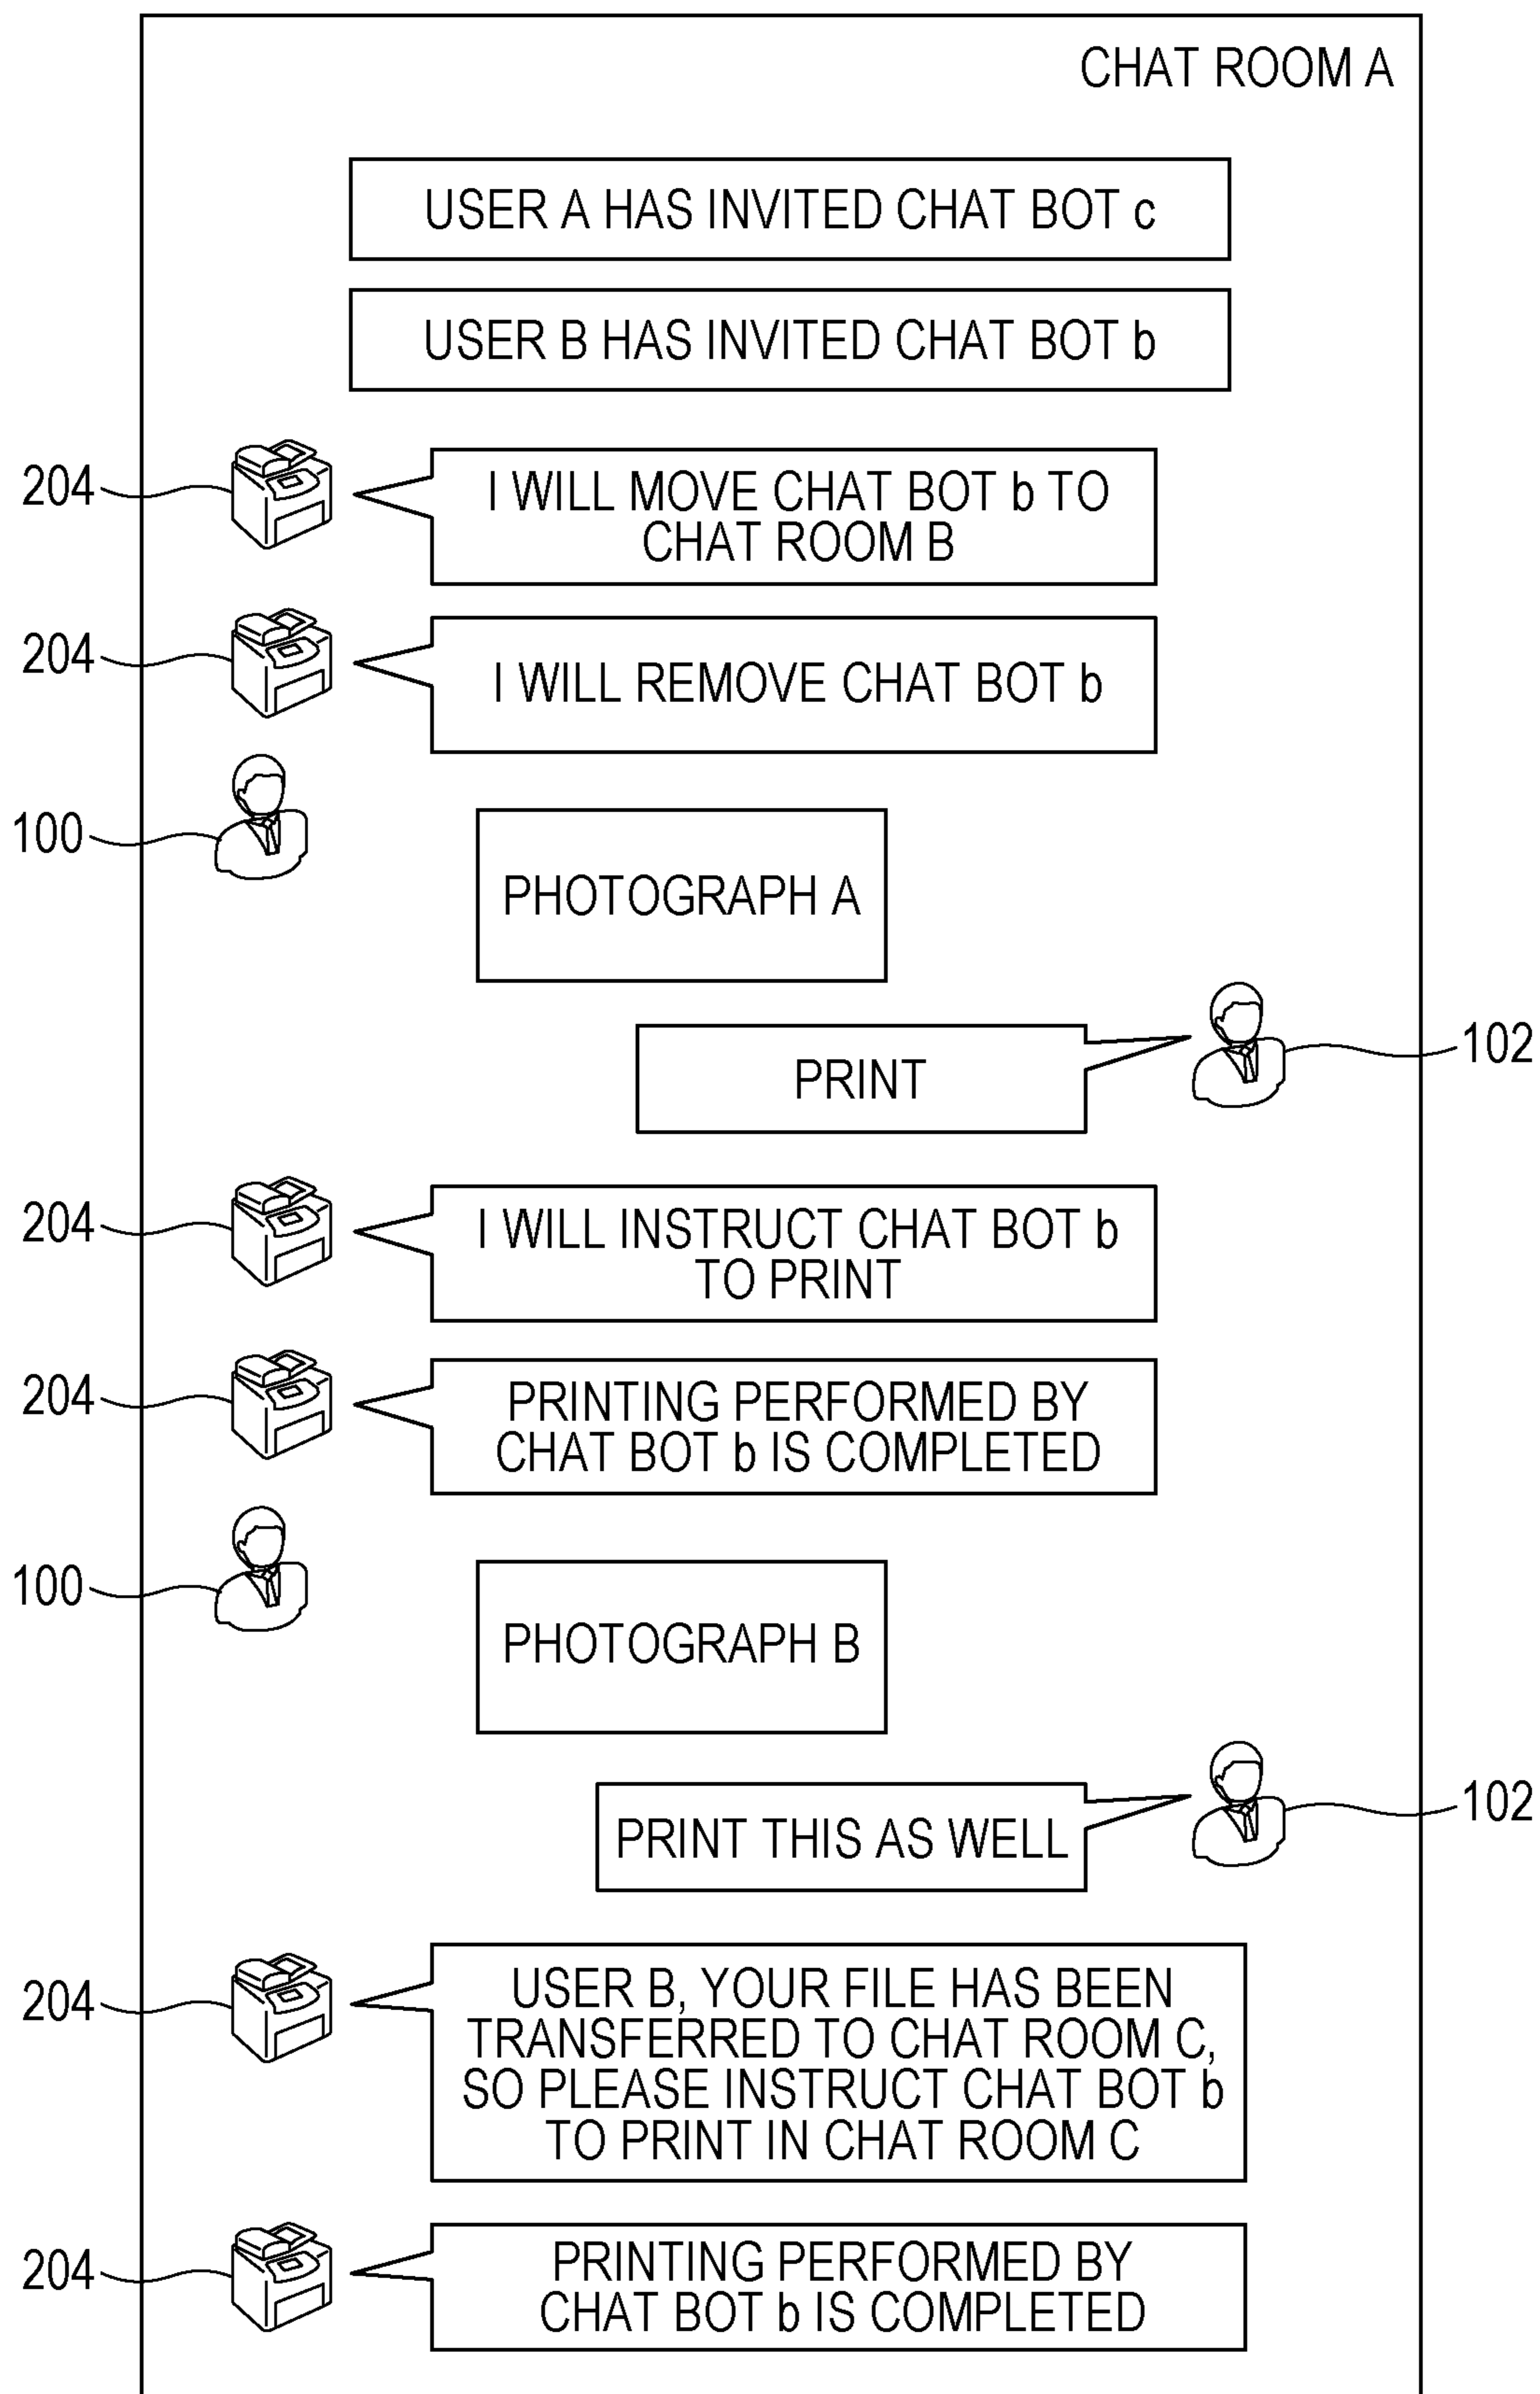 CHAT ROOM A
USER A HAS INVITED CHAT BOT c
USER B HAS INVITED CHAT BOT b
204
I WILL MOVE CHAT BOT b TO
CHAT ROOM B
204
I WILL REMOVE CHAT BOT b
100
PHOTOGRAPH A
PRINT
102
204
I WILL INSTRUCT CHAT BOT b
TO PRINT
204
PRINTING PERFORMED BY
CHAT BOT b IS COMPLETED
100
PHOTOGRAPH B
PRINT THIS AS WELL
102
204
USER B, YOUR FILE HAS BEEN
TRANSFERRED TO CHAT ROOM C,
SO PLEASE INSTRUCT CHAT BOT b
TO PRINT IN CHAT ROOM C
204
PRINTING PERFORMED BY
CHAT BOT b IS COMPLETED